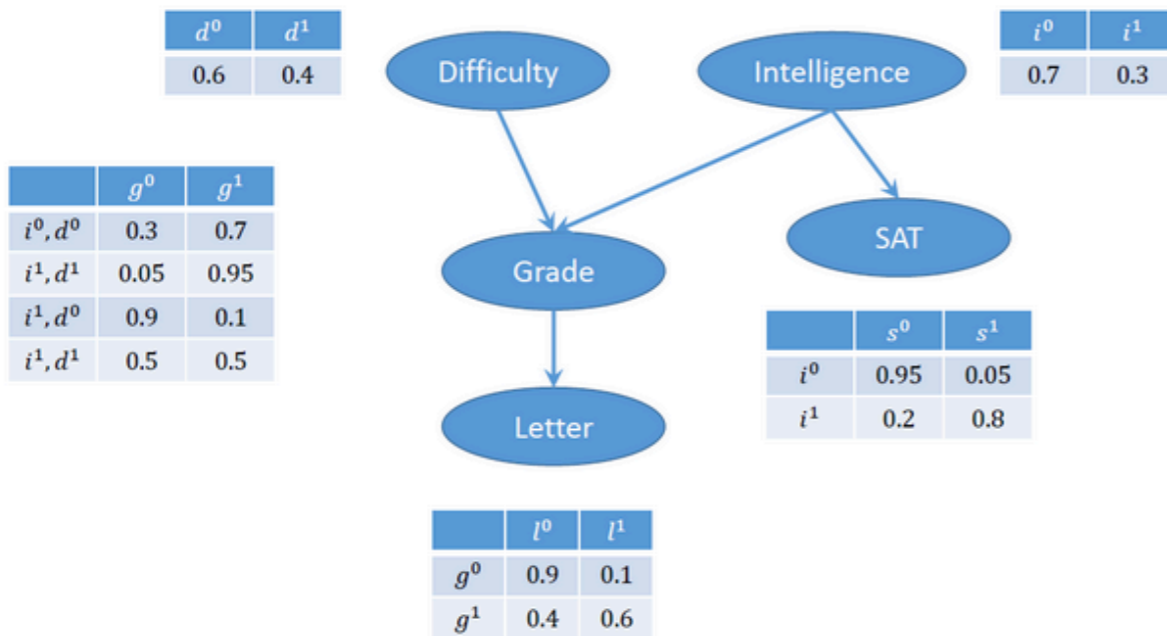 d⁰ d¹
0.6 0.4
Difficulty
Intelligence
i⁰ i¹
0.7 0.3
g⁰ g¹
i⁰, d⁰ 0.3 0.7
i¹, d¹ 0.05 0.95
i¹, d⁰ 0.9 0.1
i¹, d¹ 0.5 0.5
Grade
SAT
s⁰ s¹
i⁰ 0.95 0.05
i¹ 0.2 0.8
Letter
l⁰ l¹
g⁰ 0.9 0.1
g¹ 0.4 0.6